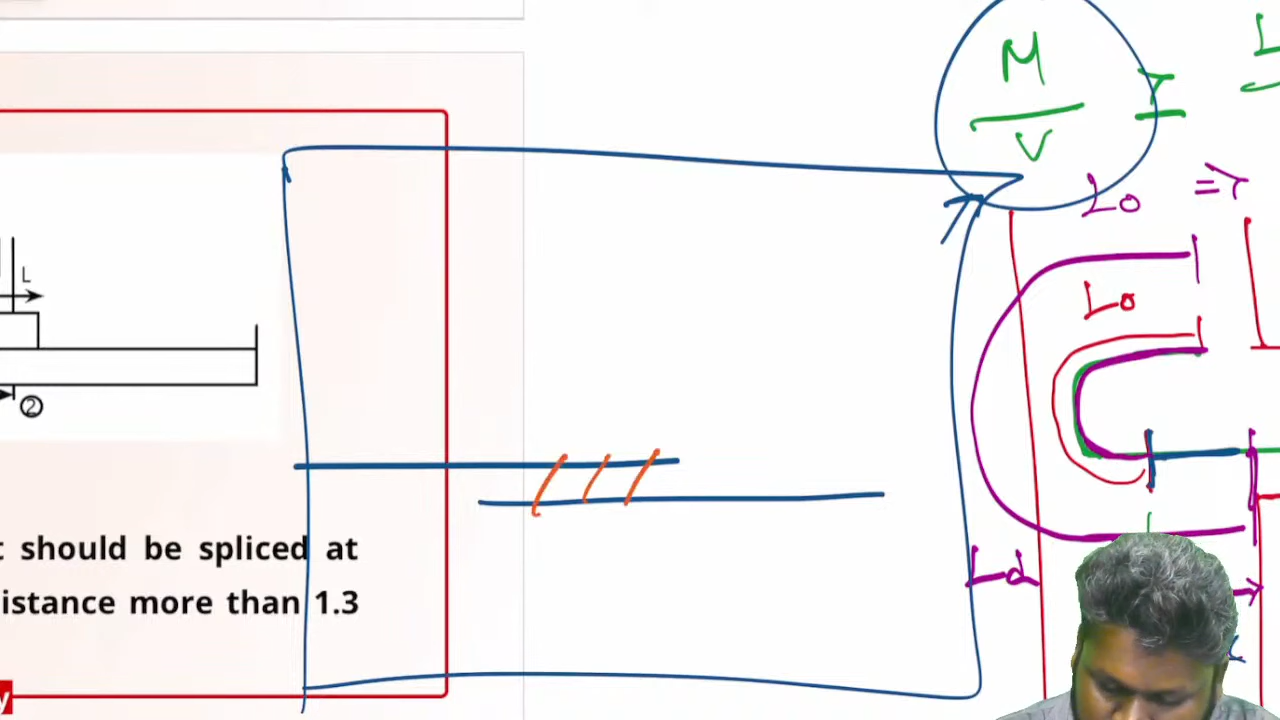 M
V
Lo
Lo
Ld
L
②
should be spliced at
istance more than 1.3
y